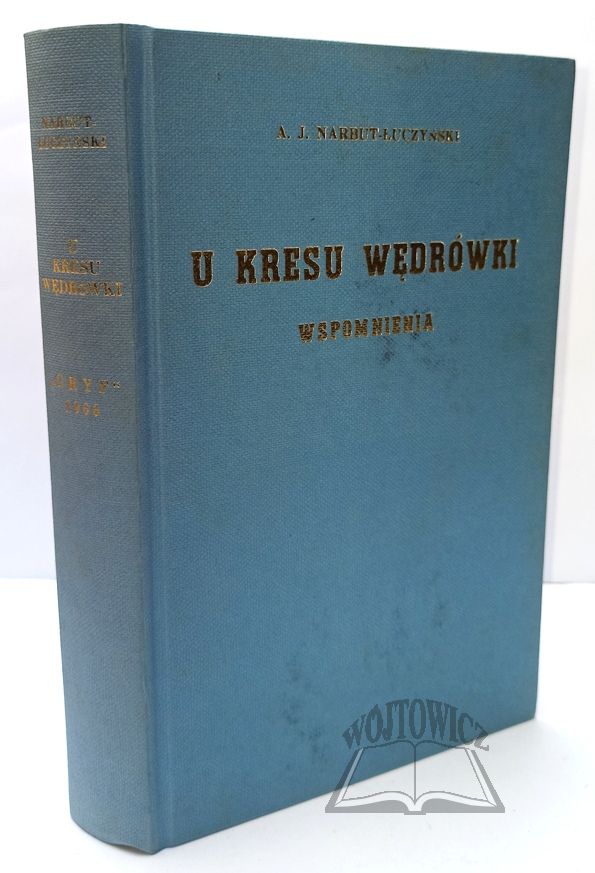 NARBUT-
ŁUCZYŃSKI
U
KRESU
WĘDRÓWKI
„GRYF“
1966
A. J. NARBUT-ŁUCZYŃSKI
U KRESU WĘDRÓWKI
WSPOMNIENIA
WÓJTOWICZ